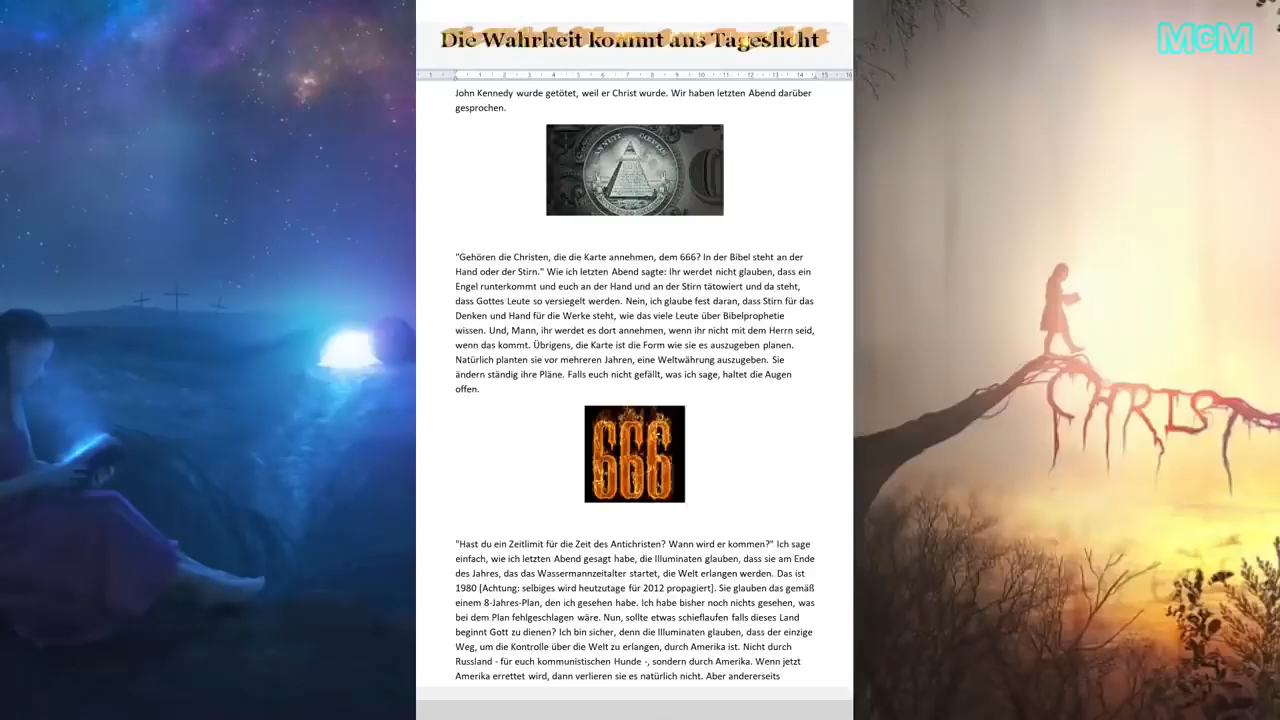 Die Wahrheit kommt ans Tageslicht
McM
John Kennedy wurde getötet, weil er Christ wurde. Wir haben letzten Abend darüber
gesprochen.
ANNUIT CŒPTIS
"Gehören die Christen, die die Karte annehmen, dem 666? In der Bibel steht an der
Hand oder der Stirn." Wie ich letzten Abend sagte: Ihr werdet nicht glauben, dass ein
Engel runterkommt und euch an der Hand und an der Stirn tätowiert und da steht,
dass Gottes Leute so versiegelt werden. Nein, ich glaube fest daran, dass Stirn für das
Denken und Hand für die Werke steht, wie das viele Leute über Bibelprophetie
wissen. Und, Mann, ihr werdet es dort annehmen, wenn ihr nicht mit dem Herrn seid,
wenn das kommt. Übrigens, die Karte ist die Form wie sie es auszugeben planen.
Natürlich planten sie vor mehreren Jahren, eine Weltwährung auszugeben. Sie
ändern ständig ihre Pläne. Falls euch nicht gefällt, was ich sage, haltet die Augen
offen.
CHRIST
666
"Hast du ein Zeitlimit für die Zeit des Antichristen? Wann wird er kommen?" Ich sage
einfach, wie ich letzten Abend gesagt habe, die Illuminaten glauben, dass sie am Ende
des Jahres, das das Wassermannzeitalter startet, die Welt erlangen werden. Das ist
1980 [Achtung: selbiges wird heutzutage für 2012 propagiert]. Sie glauben das gemäß
einem 8-Jahres-Plan, den ich gesehen habe. Ich habe bisher noch nichts gesehen, was
bei dem Plan fehlgeschlagen wäre. Nun, sollte etwas schieflaufen falls dieses Land
beginnt Gott zu dienen? Ich bin sicher, denn die Illuminaten glauben, dass der einzige
Weg, um die Kontrolle über die Welt zu erlangen, durch Amerika ist. Nicht durch
Russland - für euch kommunistischen Hunde -, sondern durch Amerika. Wenn jetzt
Amerika errettet wird, dann verlieren sie es natürlich nicht. Aber andererseits